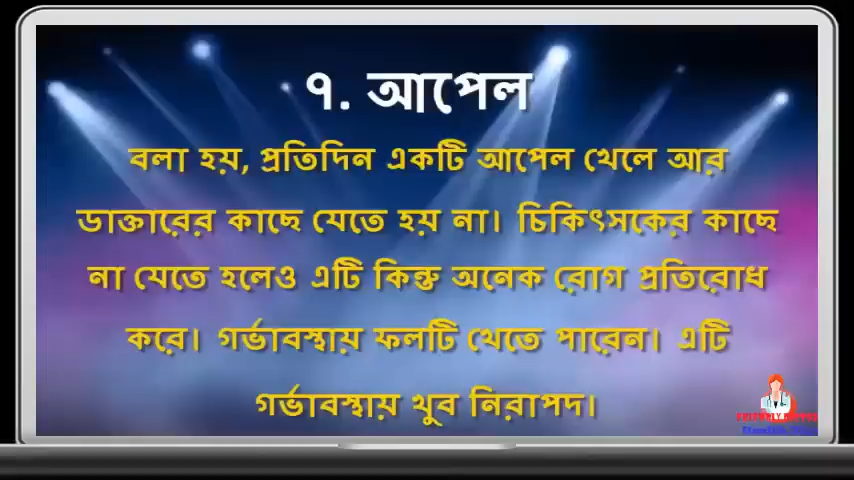 ৭. আপেল
বলা হয়, প্রতিদিন একটি আপেল খেলে আর
ডাক্তারের কাছে যেতে হয় না। চিকিৎসকের কাছে
না যেতে হলেও এটি কিন্তু অনেক রোগ প্রতিরোধ
করে। গর্ভাবস্থায় ফলটি খেতে পারেন। এটি
গর্ভাবস্থায় খুব নিরাপদ।